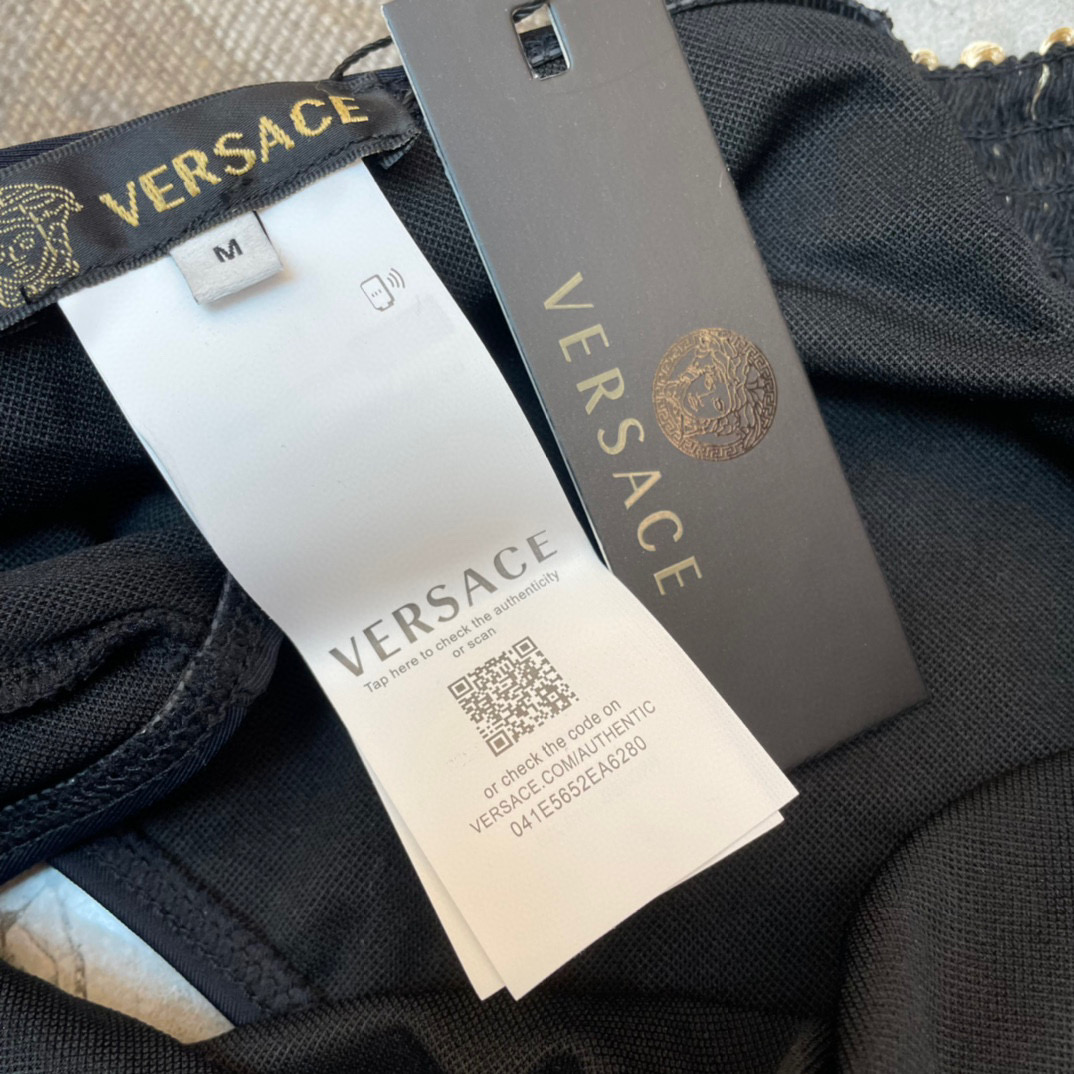 VERSACE
M
VERSACE
VERSACE
Tap here to check the authenticity
or scan
or check the code on
VERSACE.COM/AUTHENTIC
041E5652EA6280